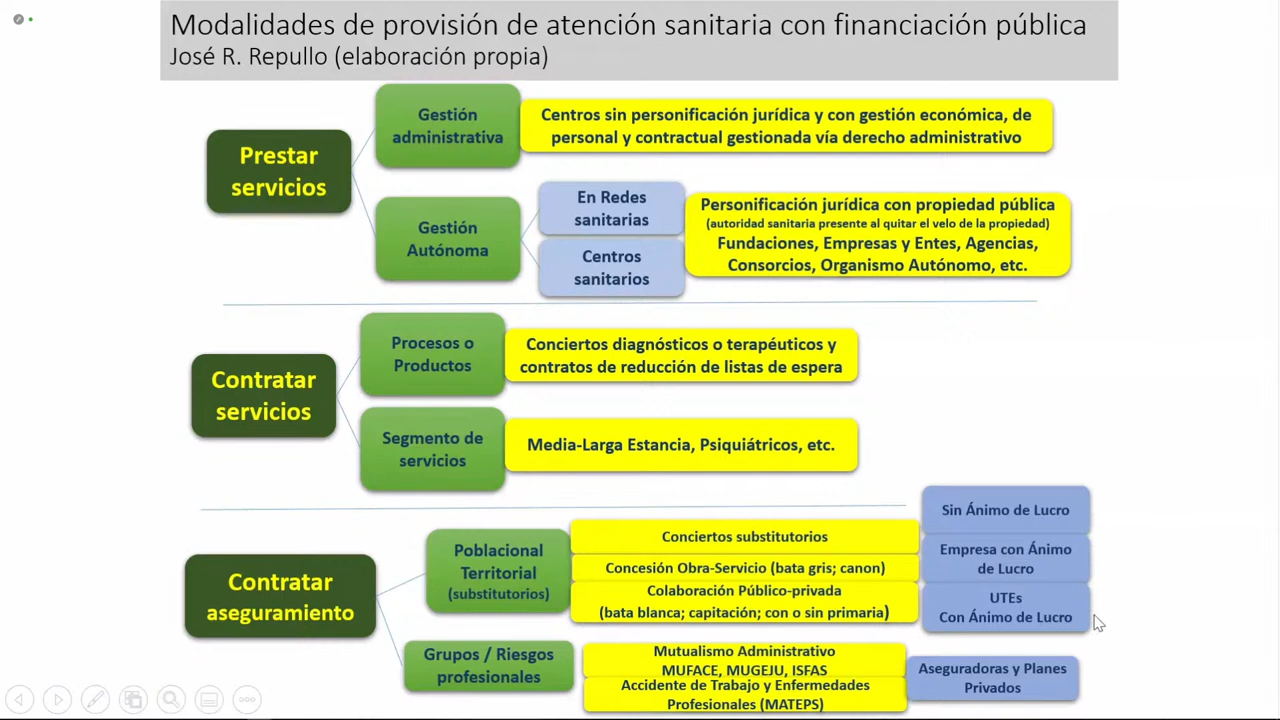 Modalidades de provisión de atención sanitaria con financiación pública
José R. Repullo (elaboración propia)
Prestar
servicios
Gestión
administrativa
Centros sin personificación jurídica y con gestión económica, de
personal y contractual gestionada vía derecho administrativo
Gestión
Autónoma
En Redes
sanitarias
Centros
sanitarios
Personificación jurídica con propiedad pública
(autoridad sanitaria presente al quitar el velo de la propiedad)
Fundaciones, Empresas y Entes, Agencias,
Consorcios, Organismo Autónomo, etc.
Contratar
servicios
Procesos o
Productos
Conciertos diagnósticos o terapéuticos y
contratos de reducción de listas de espera
Segmento de
servicios
Media-Larga Estancia, Psiquiátricos, etc.
Contratar
aseguramiento
Poblacional
Territorial
(substitutorios)
Conciertos substitutorios
Concesión Obra-Servicio (bata gris; canon)
Colaboración Público-privada
(bata blanca; capitación; con o sin primaria)
Sin Ánimo de Lucro
Empresa con Ánimo
de Lucro
UTEs
Con Ánimo de Lucro
Grupos / Riesgos
profesionales
Mutualismo Administrativo
MUFACE, MUGEJU, ISFAS
Accidente de Trabajo y Enfermedades
Profesionales (MATEPS)
Aseguradoras y Planes
Privados